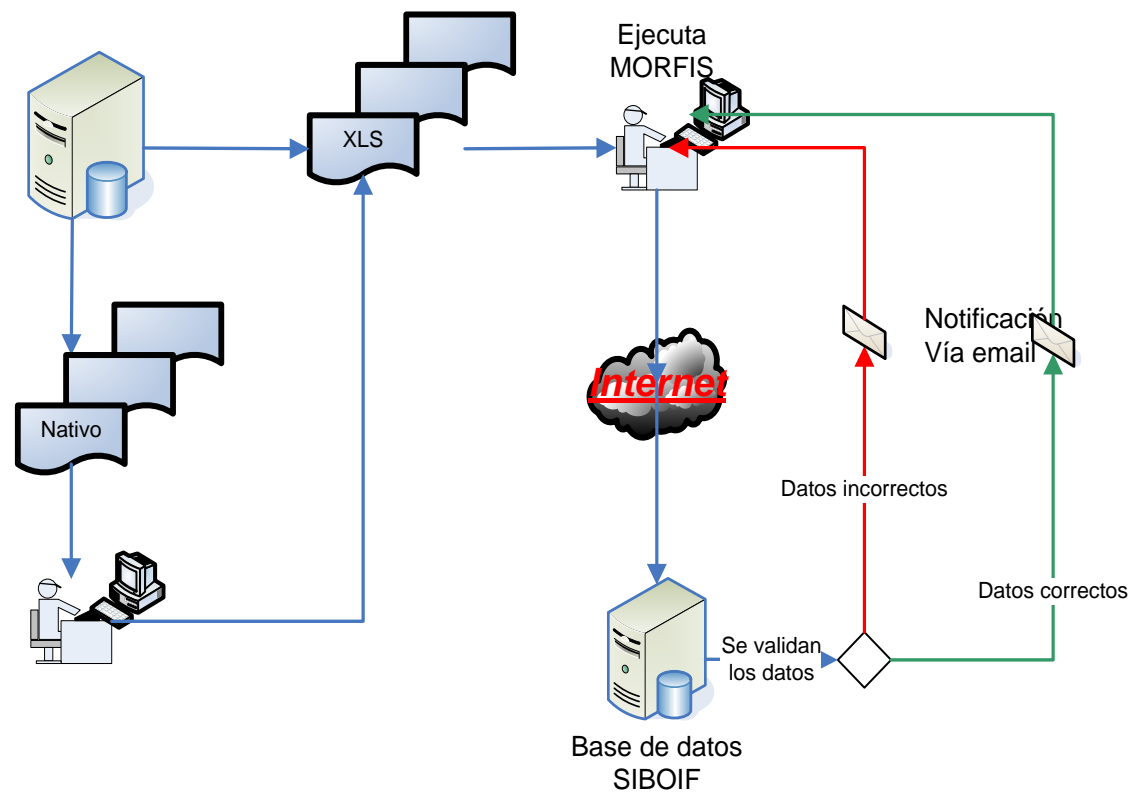 Ejecuta
MORFIS
XLS
Nativo
Internet
Notificación
Vía email
Datos incorrectos
Datos correctos
Se validan
los datos
Base de datos
SIBOIF